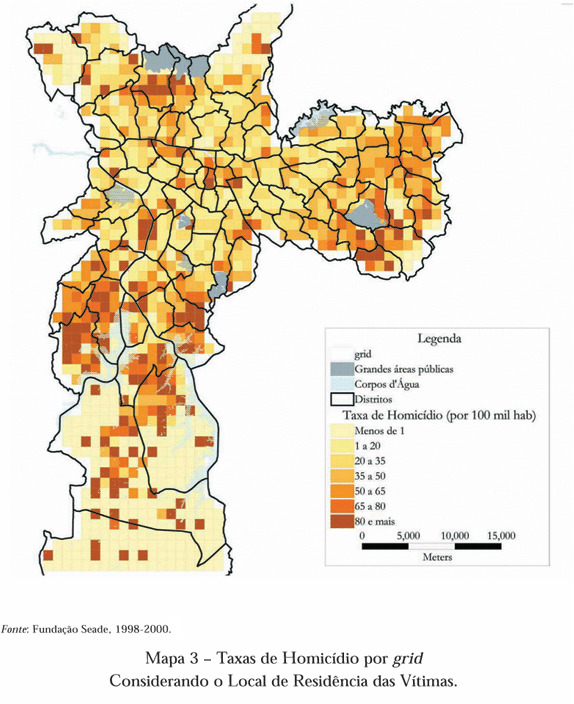 Legenda
grid
Grandes áreas públicas
Corpos d'Água
Distritos
Taxa de Homicídio (por 100 mil hab)
Menos de 1
1 a 20
20 a 35
35 a 50
50 a 65
65 a 80
80 e mais
0 5,000 10,000 15,000
Meters
Fonte: Fundação Seade, 1998-2000.
Mapa 3 – Taxas de Homicídio por grid
Considerando o Local de Residência das Vítimas.